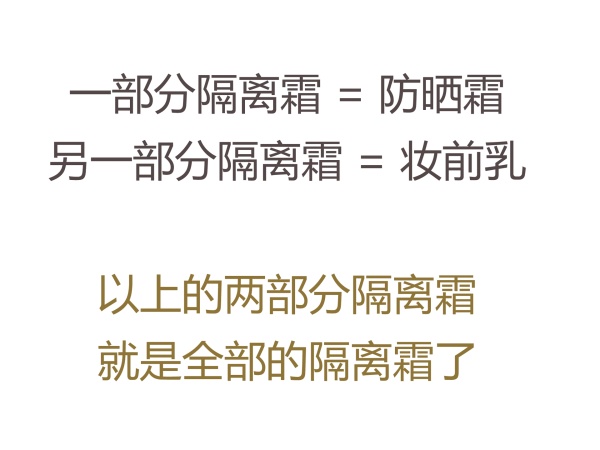 一部分隔离霜 = 防晒霜
另一部分隔离霜 = 妆前乳
以上的两部分隔离霜
就是全部的隔离霜了